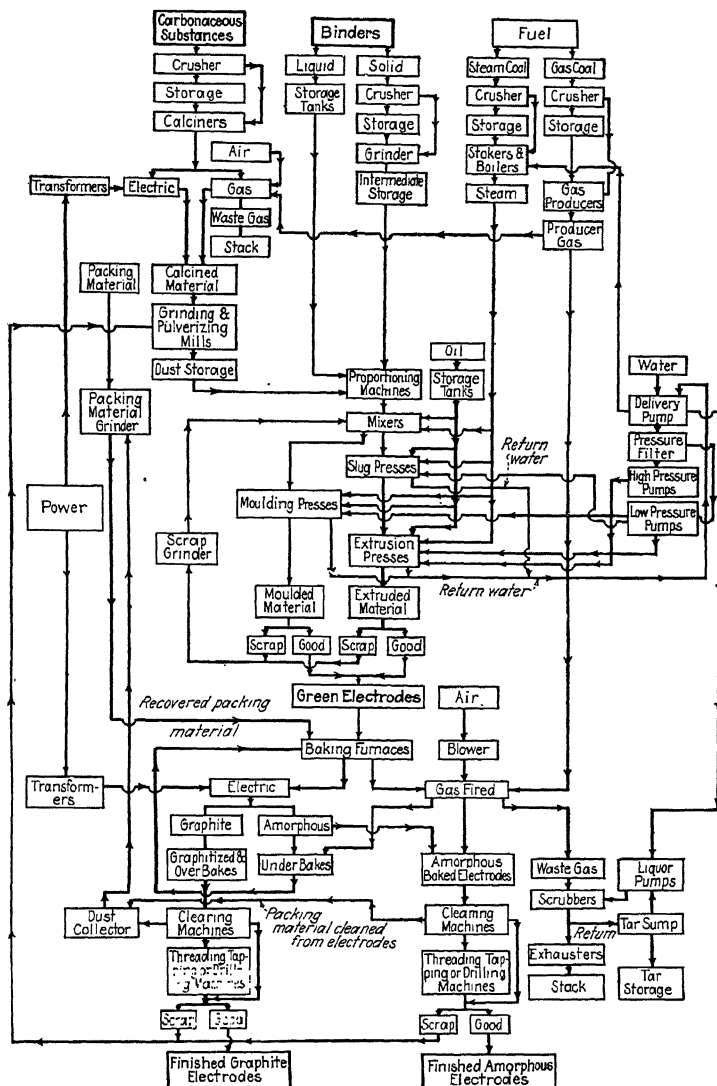 Carbonaceous
Substances
Binders
Fuel
Crusher
Storage
Calciners
Liquid
Storage
Tanks
Solid
Crusher
Storage
Grinder
Intermediate
Storage
Steam Coal
Crusher
Storage
Stokers &
Boilers
Steam
Gas Coal
Crusher
Storage
Gas
Producers
Producer
Gas
Air
Transformers
Electric
Gas
Waste Gas
Stack
Packing
Material
Calcined
Material
Grinding &
Pulverizing
Mills
Dust Storage
Packing
Material
Grinder
Oil
Storage
Tanks
Proportioning
Machines
Mixers
Slug Presses
Return
water
Moulding Presses
Extrusion
Presses
Water
Delivery
Pump
Pressure
Filter
High Pressure
Pumps
Low Pressure
Pumps
Power
Scrap
Grinder
Return water
Moulded
Material
Extruded
Material
Scrap
Good
Scrap
Good
Green Electrodes
Air
Recovered packing
material
Baking Furnaces
Blower
Transform-
ers
Electric
Gas Fired
Graphite
Amorphous
Graphitized &
Over Bakes
Under Bakes
Amorphous
Baked Electrodes
Waste Gas
Liquor
Pumps
Scrubbers
Dust
Collector
Clearing
Machines
Packing
material cleaned
from electrodes
Cleaning
Machines
Return
Tar Sump
Threading Tap-
ping or Drill-
ing Machines
Threading Tap-
ping or Drilling
Machines
Exhausters
Stack
Tar
Storage
Scrap
Good
Scrap
Good
Finished Graphite
Electrodes
Finished Amorphous
Electrodes